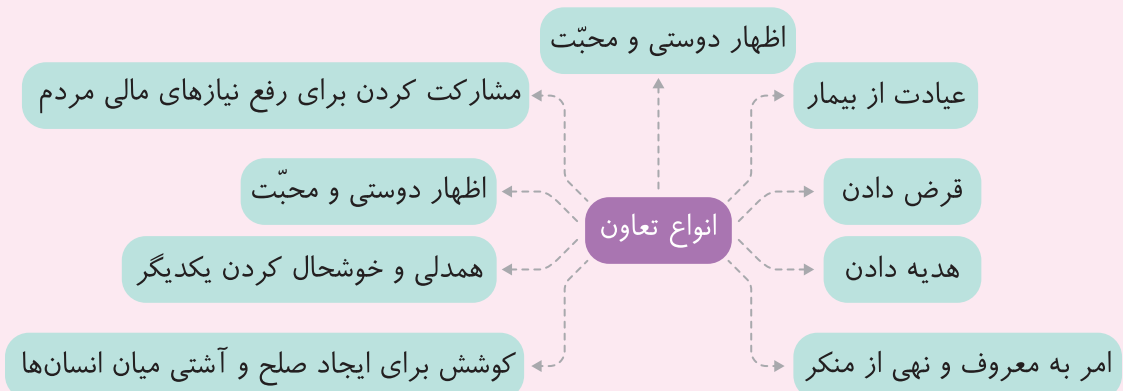 اظهار دوستی و محبّت
عیادت از بیمار
مشارکت کردن برای رفع نیازهای مالی مردم
قرض دادن
اظهار دوستی و محبّت
انواع تعاون
هدیه دادن
همدلی و خوشحال کردن یکدیگر
امر به معروف و نهی از منکر
کوشش برای ایجاد صلح و آشتی میان انسان‌ها